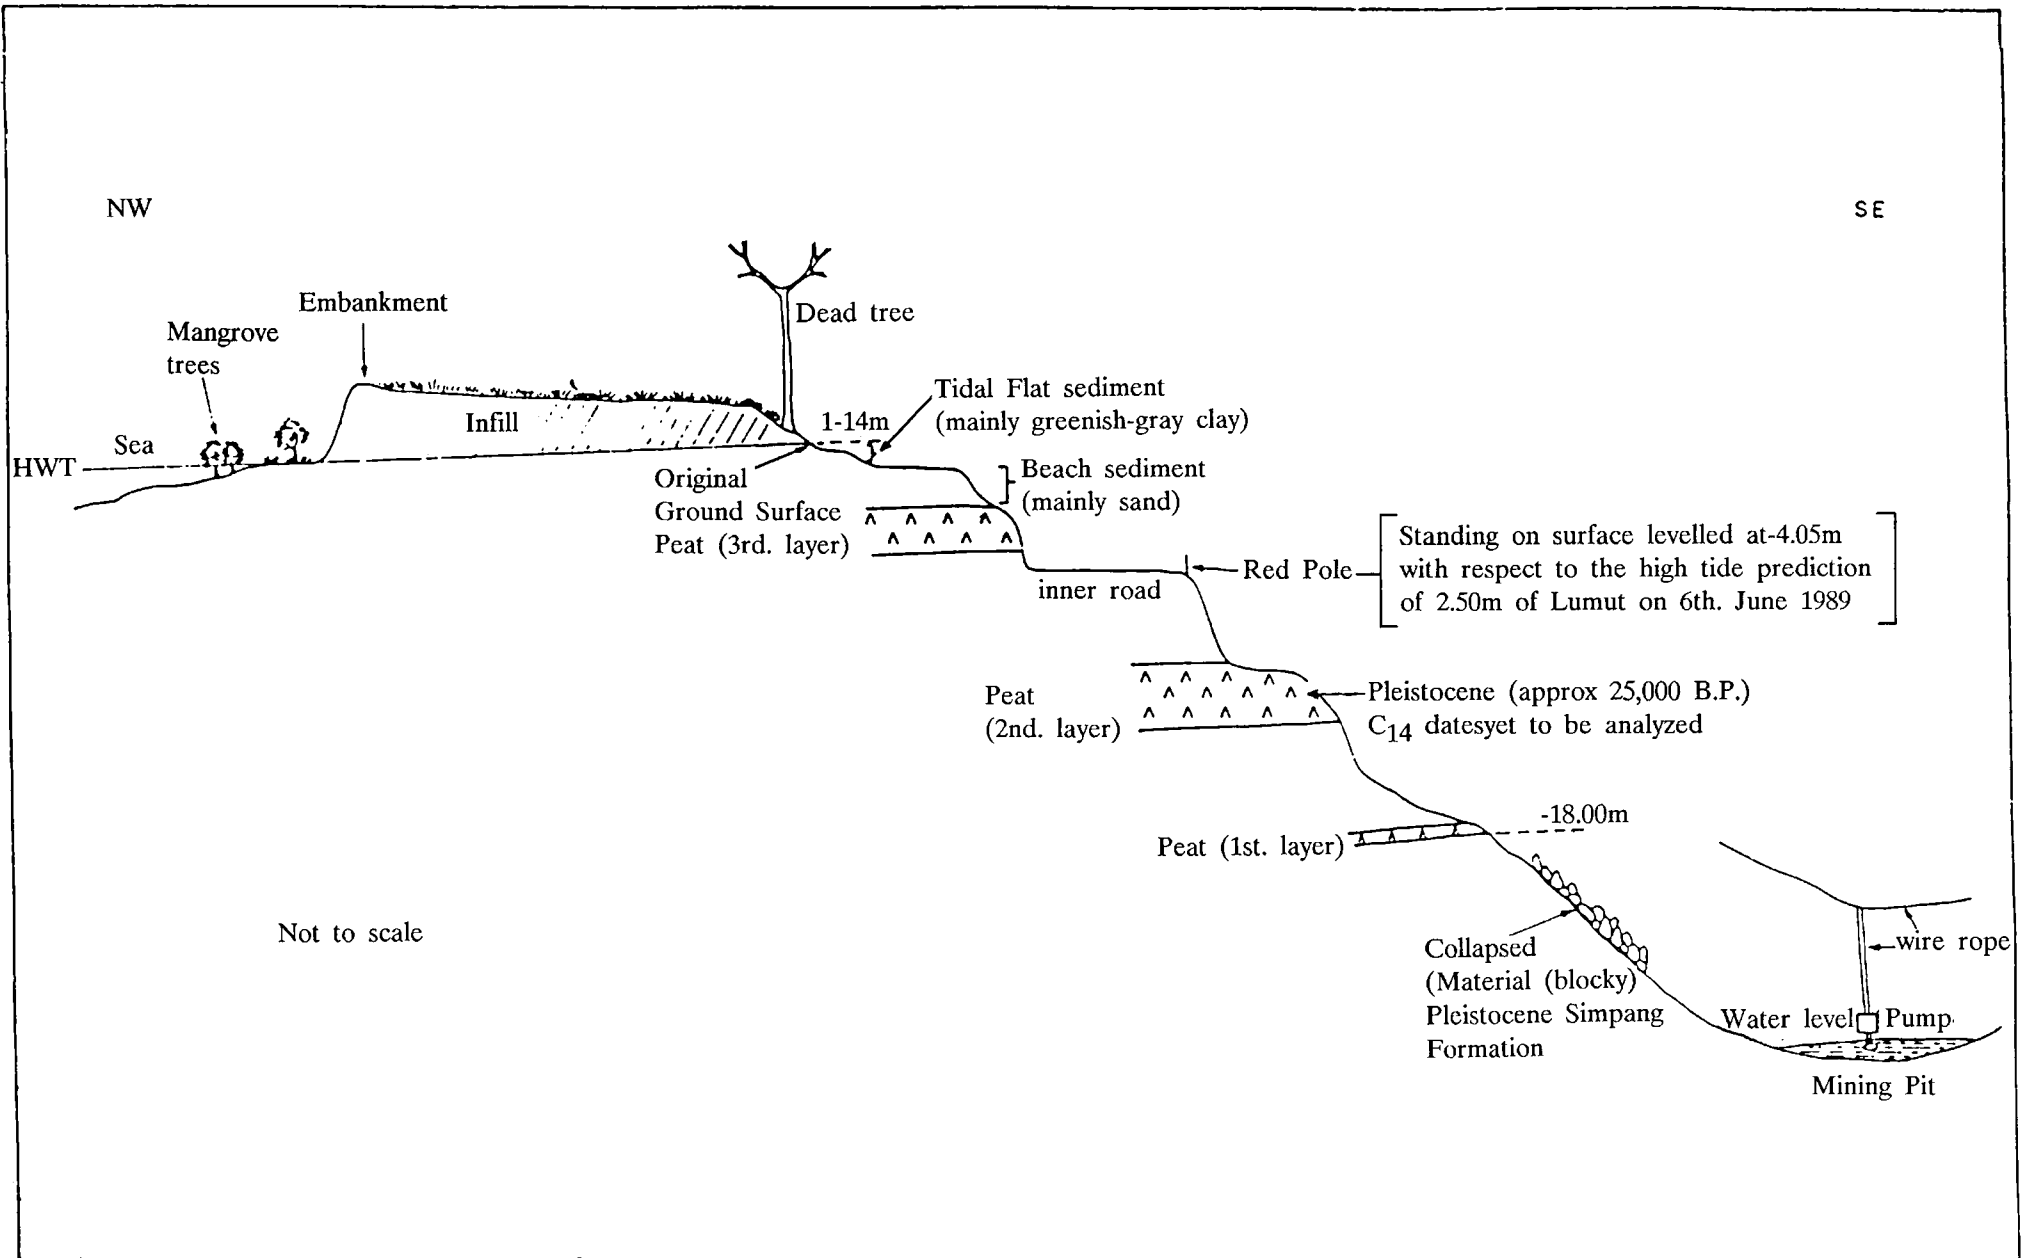 NW
SE
Embankment
Mangrove
trees
Dead tree
Sea
HWT
Infill
1-14m
Tidal Flat sediment
(mainly greenish-gray clay)
Original
Ground Surface
Beach sediment
(mainly sand)
Peat (3rd. layer)
inner road
Red Pole
Standing on surface levelled at-4.05m
with respect to the high tide prediction
of 2.50m of Lumut on 6th. June 1989
Peat
(2nd. layer)
Pleistocene (approx 25,000 B.P.)
C14 datesyet to be analyzed
-18.00m
Peat (1st. layer)
Not to scale
Collapsed
(Material (blocky)
Pleistocene Simpang
Formation
wire rope
Water level
Pump
Mining Pit